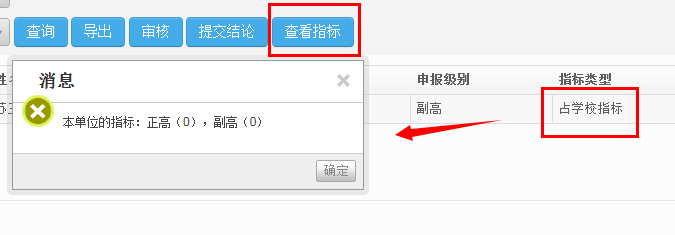 查询 导出 审核 提交结论 查看指标
消息
申报级别 指标类型
本单位的指标：正高（0），副高（0）
副高 占学校指标
确定